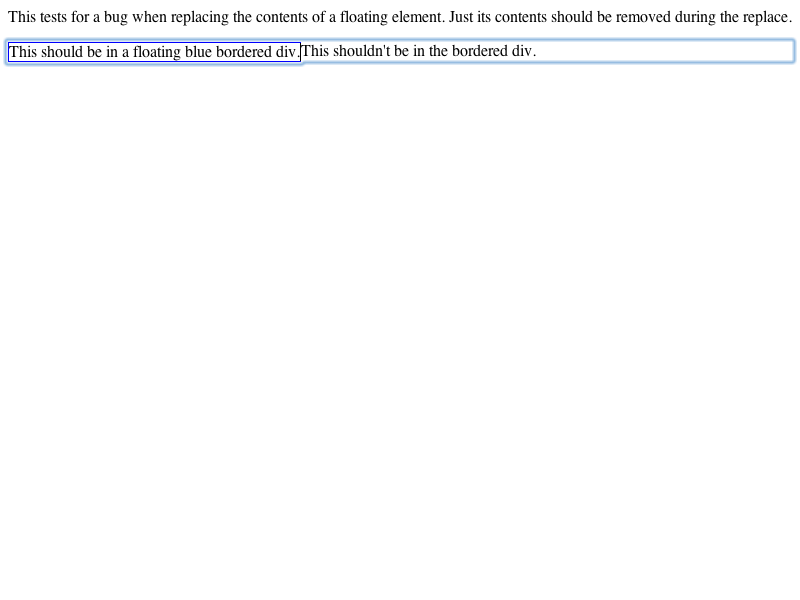 This tests for a bug when replacing the contents of a floating element. Just its contents should be removed during the replace.
This should be in a floating blue bordered div.This shouldn't be in the bordered div.